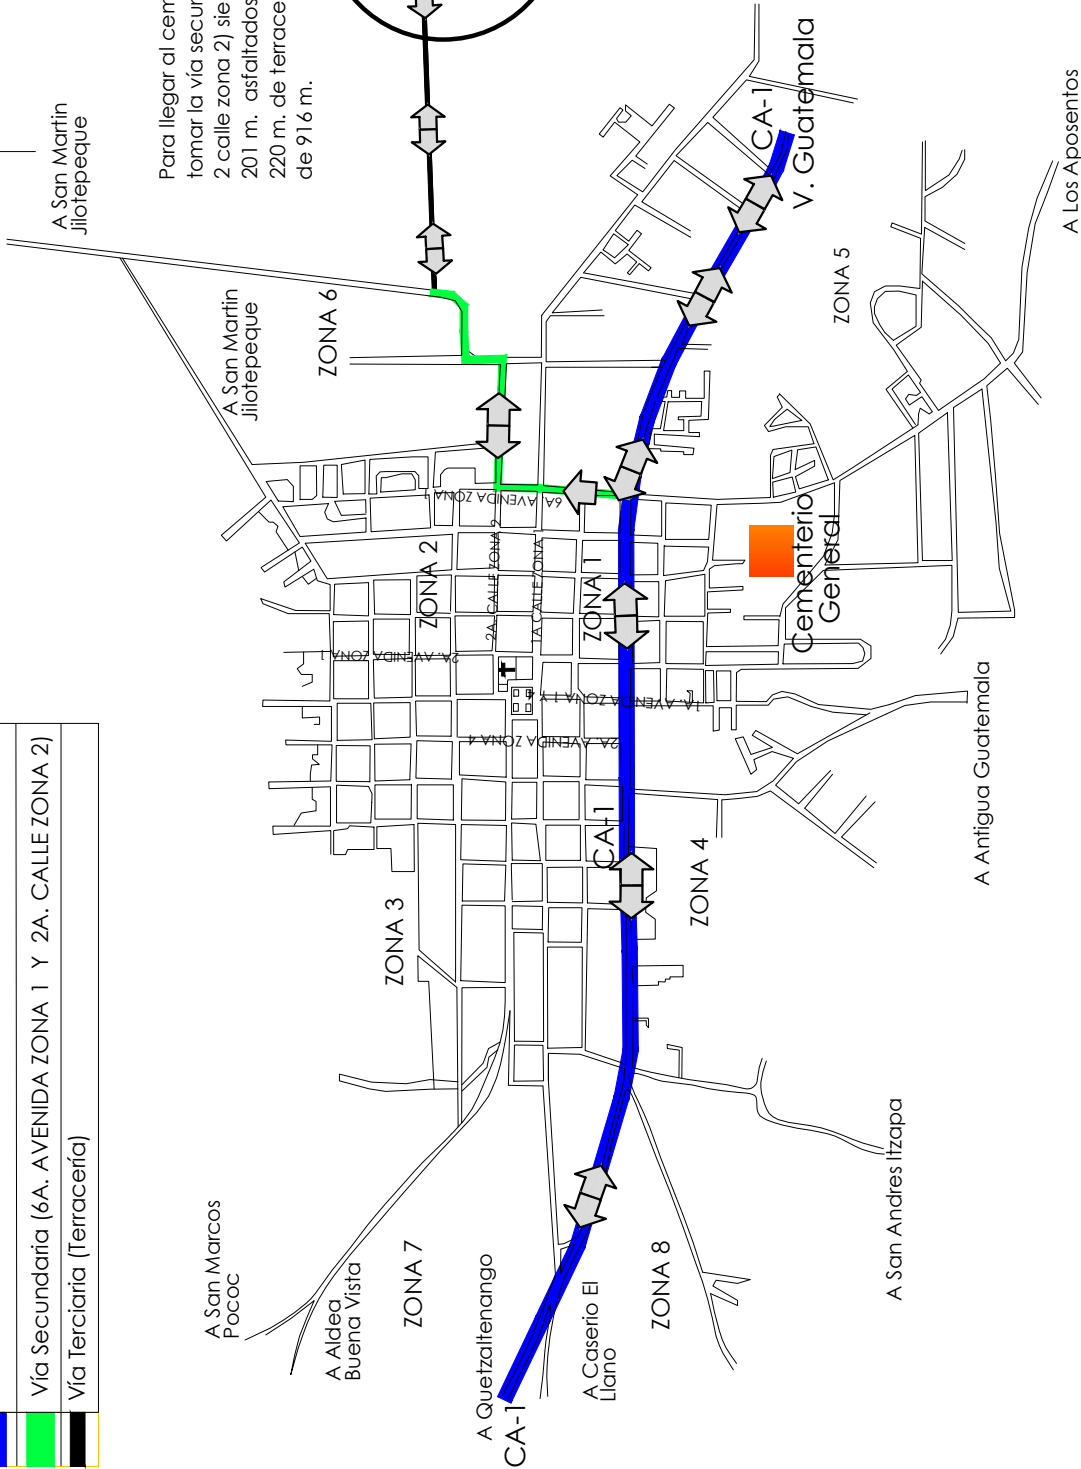 Vía Secundaria (6A. AVENIDA ZONA 1 Y 2A. CALLE ZONA 2)
Vía Terciaria (Terracería)
Para llegar al cem
tomar la vía secur
2 calle zona 2) sie
201 m. asfaltados
220 m. de terrace
de 916 m.
A San Martin
Jilotepeque
A San Martin
Jilotepeque
ZONA 6
A San Marcos
Pococ
A Aldea
Buena Vista
ZONA 3
ZONA 7
ZONA 2
2A. AVENIDA ZONA 1
6A. AVENIDA ZONA 1
2A. CALLE ZONA 2
1A CALLE ZONA 1
2A. AVENIDA ZONA 4
1A. AVENIDA ZONA 1 Y 4
ZONA 1
A Quetzaltenango
CA-1
A Caserio El
Llano
CA-1
CA-1
V. Guatemala
ZONA 8
ZONA 4
ZONA 5
Cementerio
General
A San Andres Itzapa
A Antigua Guatemala
A Los Aposentos